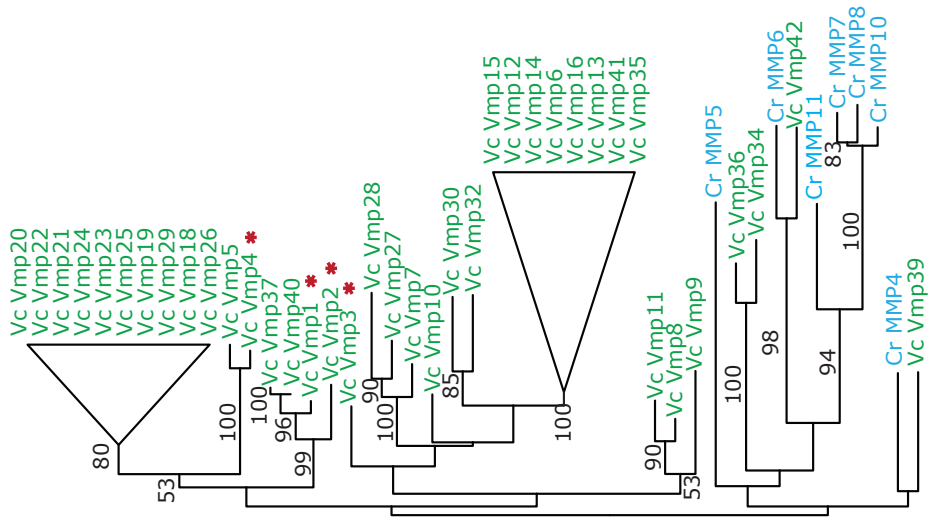 Vc Vmp20
Vc Vmp22
Vc Vmp21
Vc Vmp24
Vc Vmp23
Vc Vmp25
Vc Vmp19
Vc Vmp29
Vc Vmp18
Vc Vmp26
Vc Vmp5
Vc Vmp4 *
Vc Vmp37
Vc Vmp40
Vc Vmp1 *
Vc Vmp2 *
Vc Vmp3 *
Vc Vmp28
Vc Vmp27
Vc Vmp7
Vc Vmp10
Vc Vmp30
Vc Vmp32
Vc Vmp15
Vc Vmp12
Vc Vmp14
Vc Vmp6
Vc Vmp16
Vc Vmp13
Vc Vmp41
Vc Vmp35
Vc Vmp11
Vc Vmp8
Vc Vmp9
Cr MMP5
Vc Vmp36
Vc Vmp34
Cr MMP6
Vc Vmp42
Cr MMP11
Cr MMP7
Cr MMP8
Cr MMP10
Cr MMP4
Vc Vmp39
80
53
100
100
96
99
90
100
85
100
90
53
100
98
94
83
100